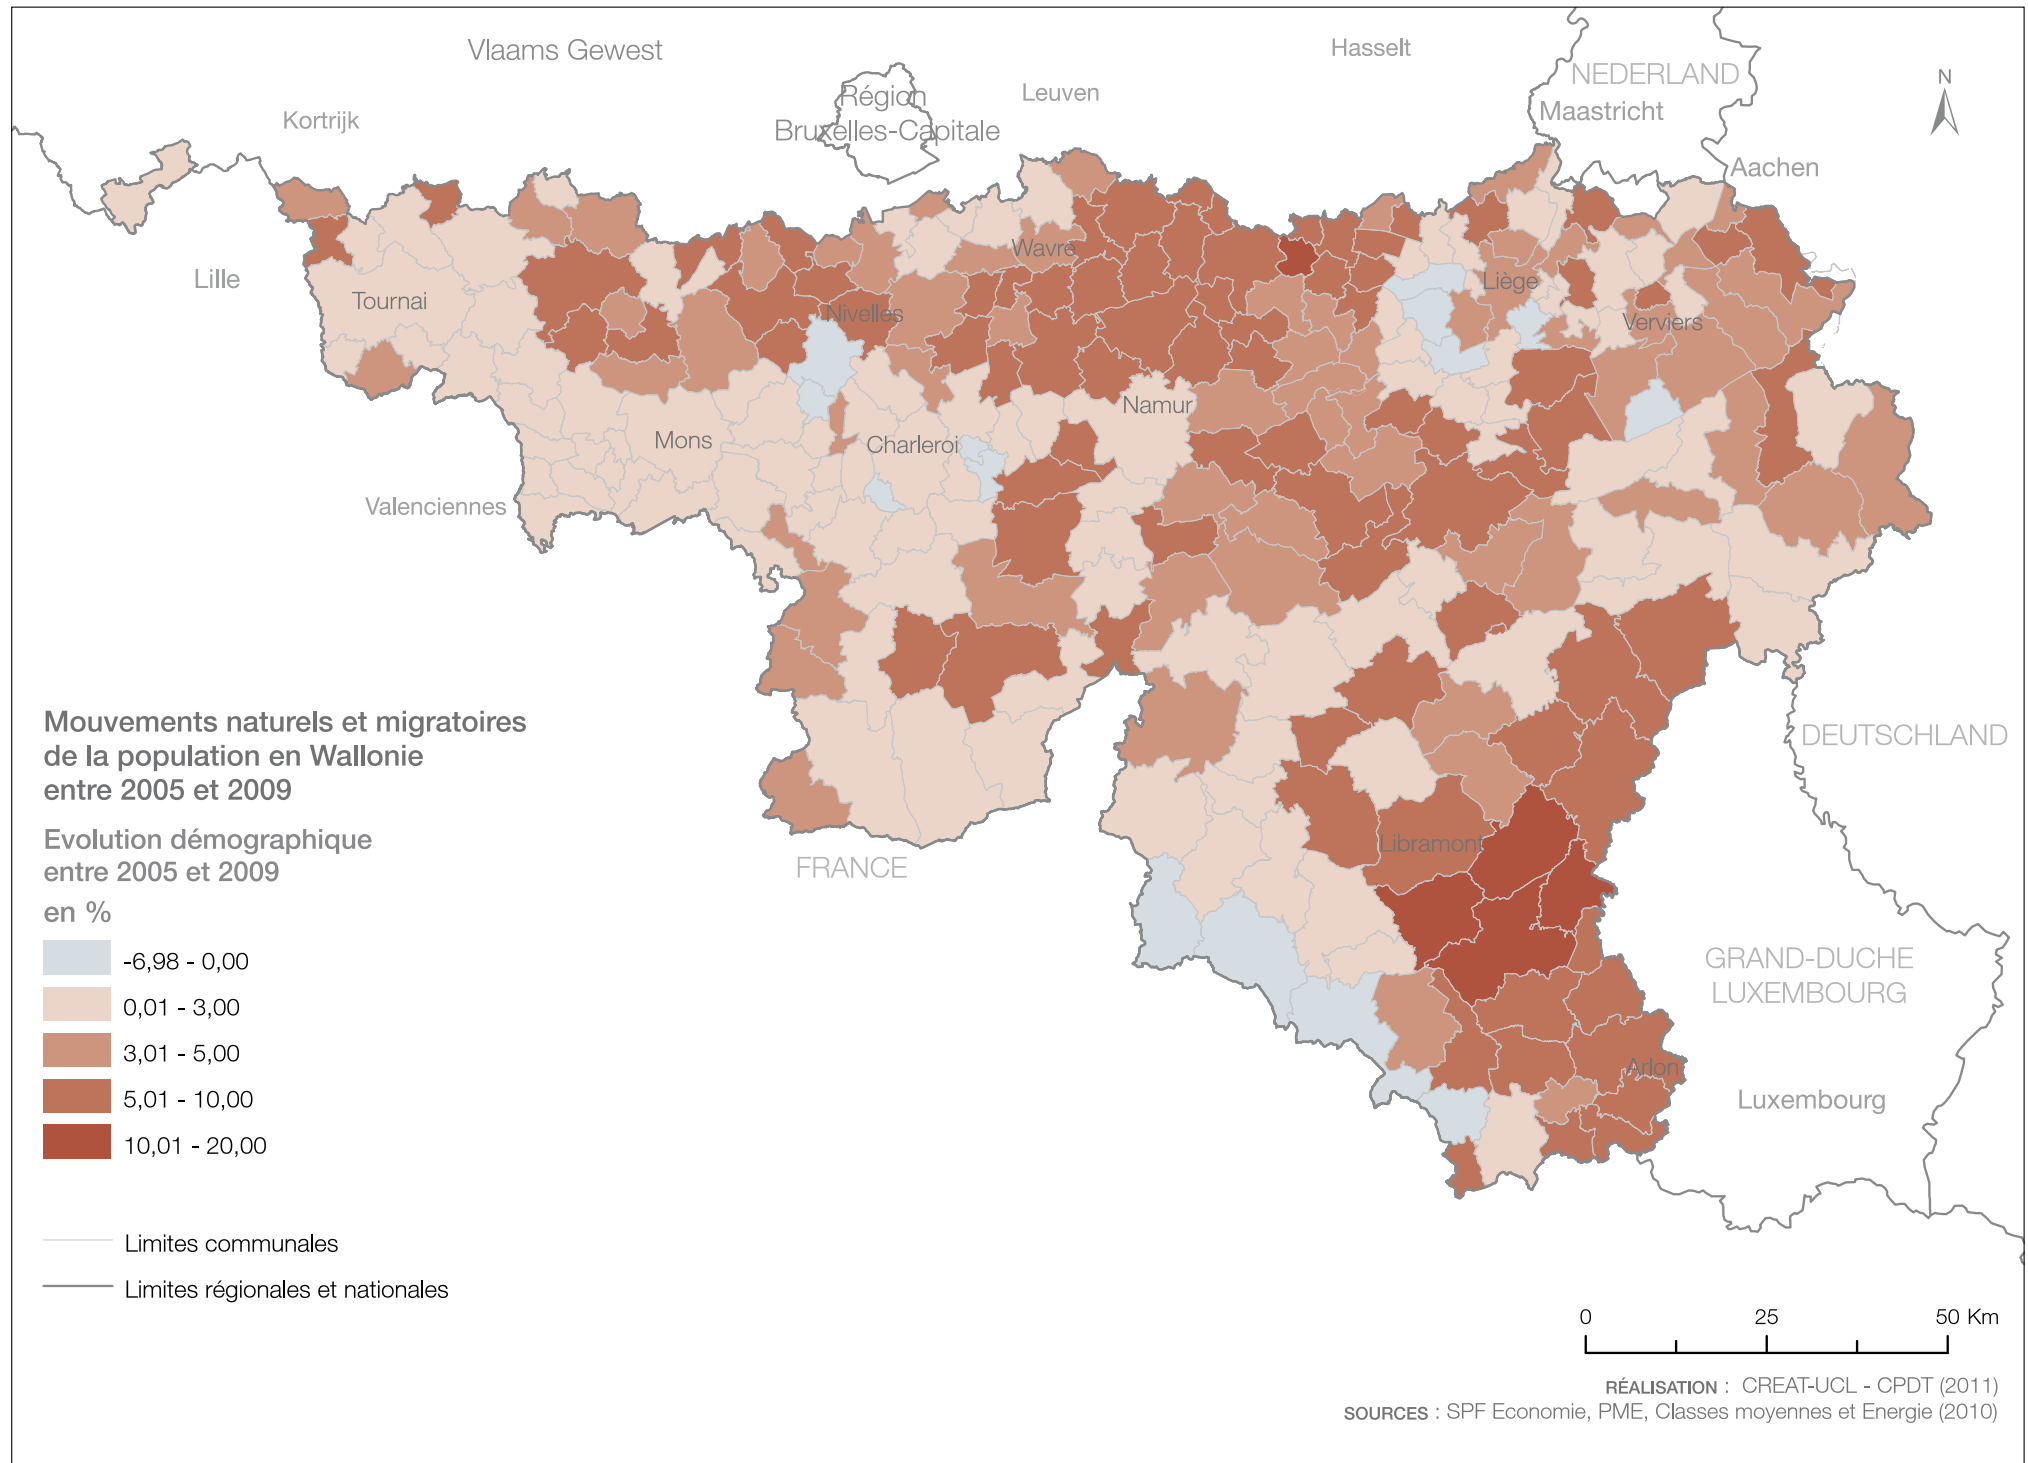 Vlaams Gewest
Hasselt
NEDERLAND
Région
Bruxelles-Capitale
Leuven
Maastricht
N
Kortrijk
Aachen
Lille
Wavre
Liège
Tournai
Nivelles
Verviers
Namur
Mons
Charleroi
Valenciennes
Mouvements naturels et migratoires
de la population en Wallonie
entre 2005 et 2009
DEUTSCHLAND
Evolution démographique
entre 2005 et 2009
Libramont
FRANCE
en %
-6,98 - 0,00
0,01 - 3,00
3,01 - 5,00
5,01 - 10,00
10,01 - 20,00
GRAND-DUCHE
LUXEMBOURG
Arlon
Luxembourg
Limites communales
Limites régionales et nationales
0 25 50 Km
RÉALISATION : CREAT-UCL - CPDT (2011)
SOURCES : SPF Economie, PME, Classes moyennes et Energie (2010)